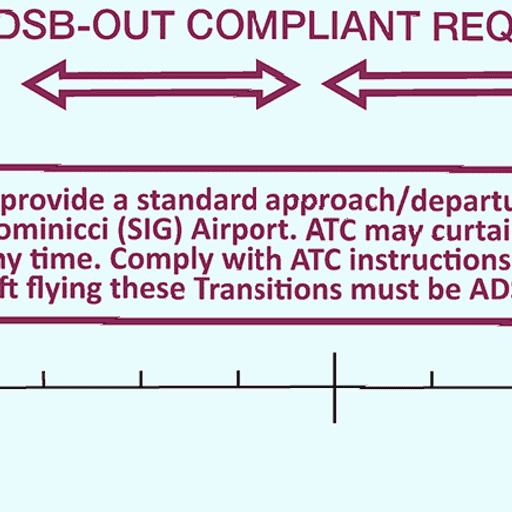 DSB-OUT COMPLIANT REQ
provide a standard approach/departu
ominicci (SIG) Airport. ATC may curtai
ny time. Comply with ATC instructions
ft flying these Transitions must be AD